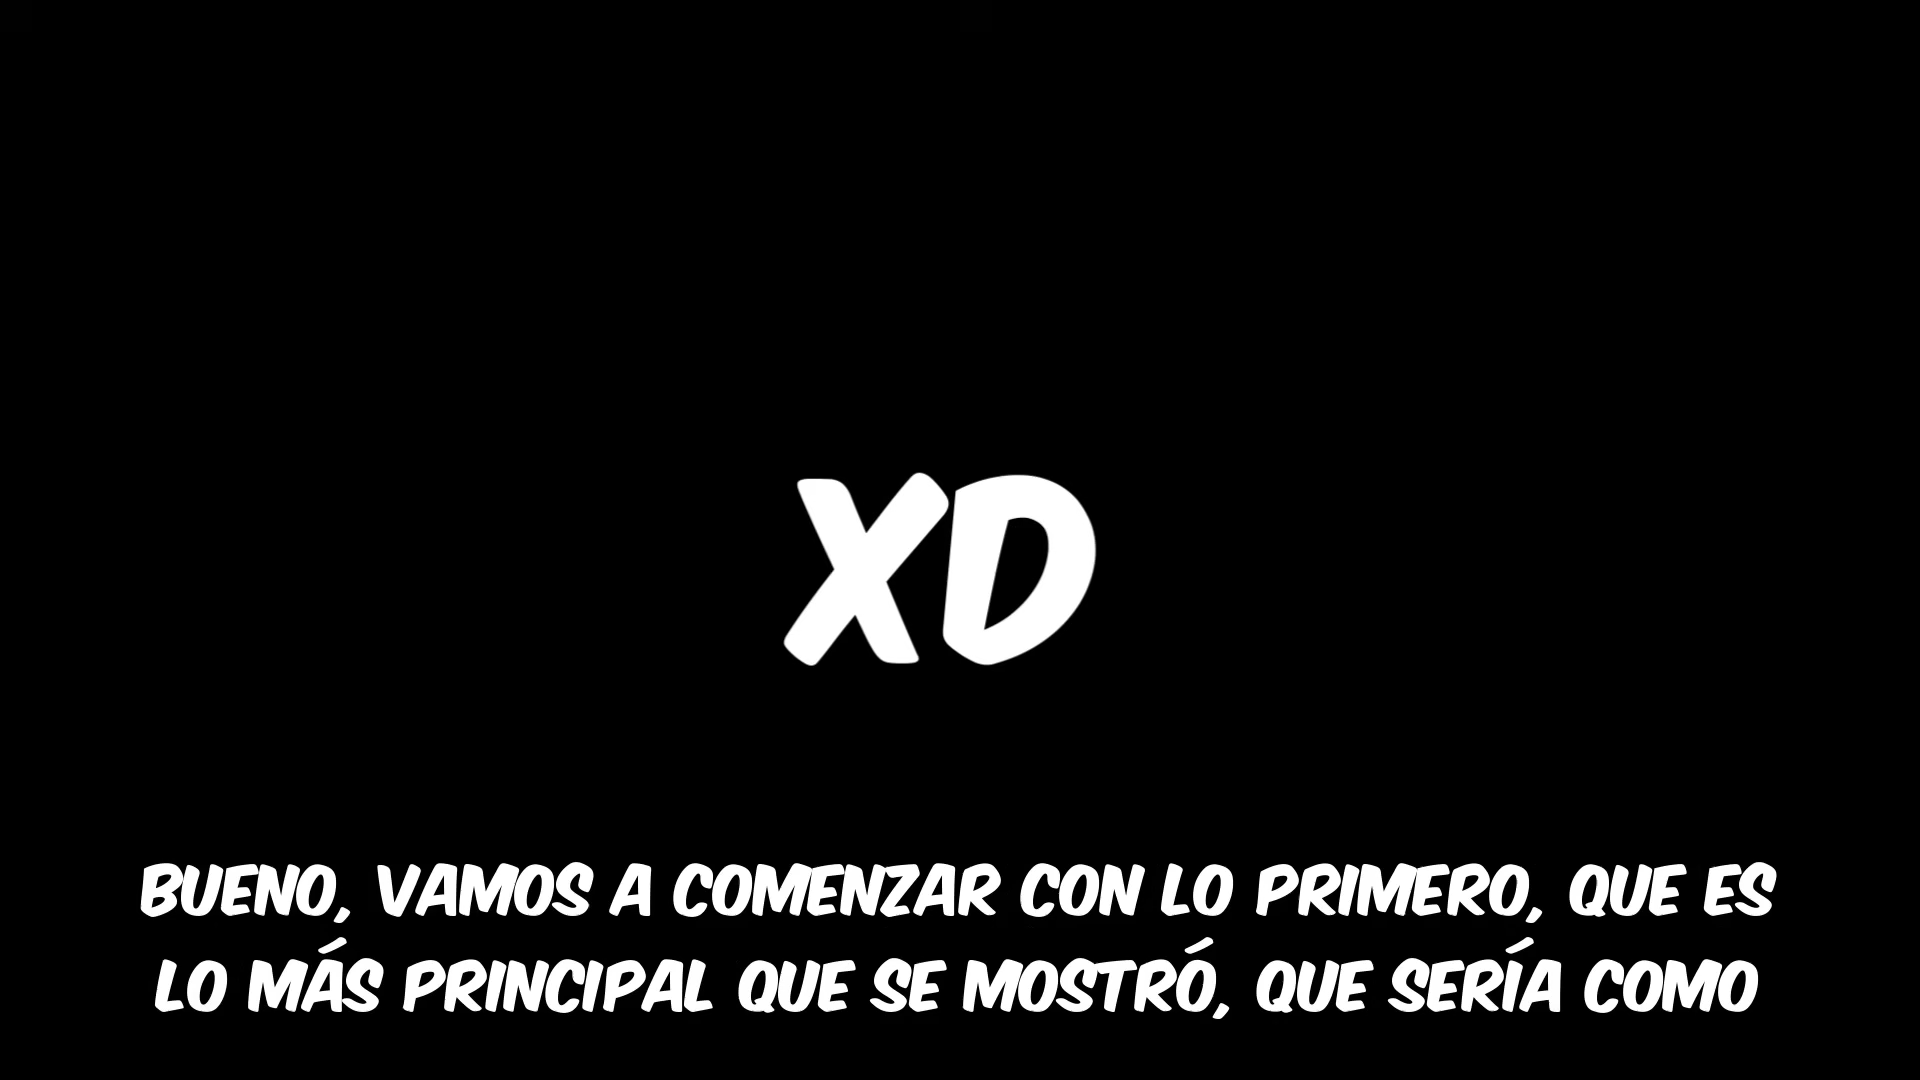 XD
BUENO, VAMOS A COMENZAR CON LO PRIMERO, QUE ES
LO MÁS PRINCIPAL QUE SE MOSTRÓ, QUE SERÍA COMO